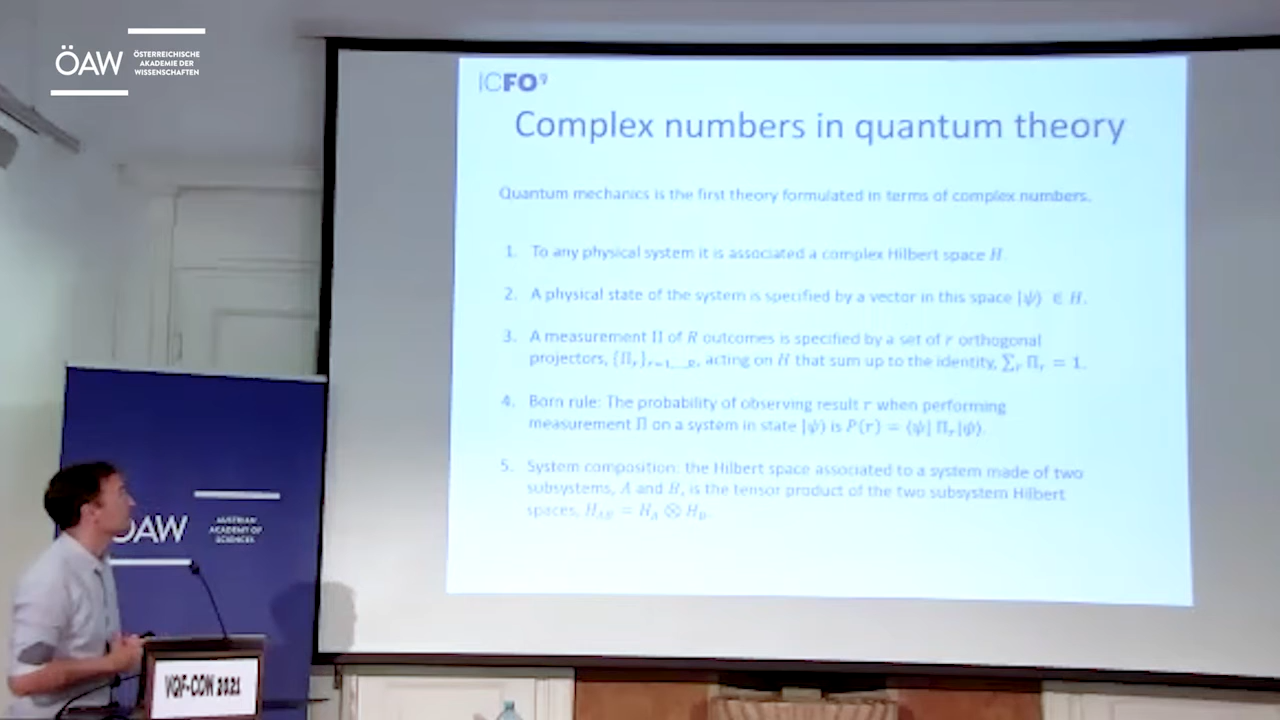 ÖAW
ÖSTERREICHISCHE
AKADEMIE DER
WISSENSCHAFTEN
ICFO
Complex numbers in quantum theory
Quantum mechanics is the first theory formulated in terms of complex numbers.
1. To any physical system it is associated a complex Hilbert space H.
2. A physical state of the system is specified by a vector in this space |ψ⟩ ∈ H.
3. A measurement Π of R outcomes is specified by a set of r orthogonal
projectors, {Πᵣ}ᵣ₌₁,…,R, acting on H that sum up to the identity, ∑ᵣ Πᵣ = 1.
4. Born rule: The probability of observing result r when performing
measurement Π on a system in state |ψ⟩ is P(r) = ⟨ψ| Πᵣ|ψ⟩.
5. System composition: the Hilbert space associated to a system made of two
subsystems, A and B, is the tensor product of the two subsystem Hilbert
spaces, H_AB = H_A ⊗ H_B.
ÖAW
AUSTRIAN
ACADEMY OF
SCIENCES
VQF-CON 2021